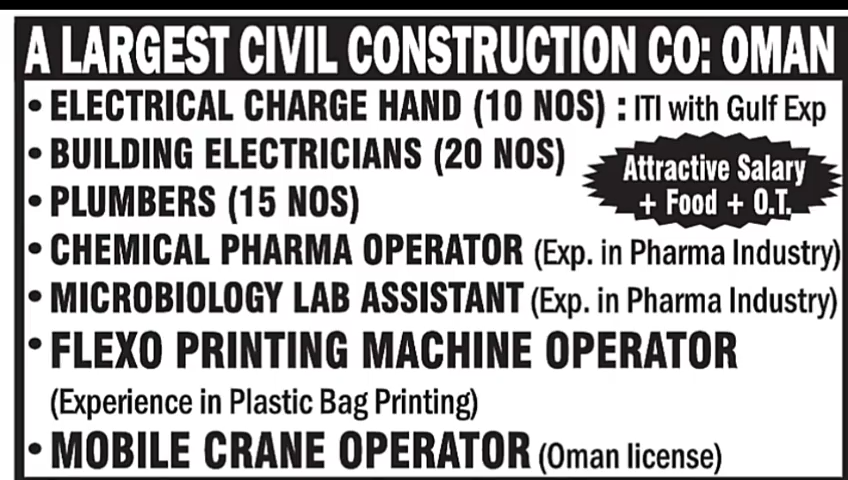 A LARGEST CIVIL CONSTRUCTION CO: OMAN
• ELECTRICAL CHARGE HAND (10 NOS) : ITI with Gulf Exp
• BUILDING ELECTRICIANS (20 NOS)
Attractive Salary
+ Food + O.T.
• PLUMBERS (15 NOS)
• CHEMICAL PHARMA OPERATOR (Exp. in Pharma Industry)
• MICROBIOLOGY LAB ASSISTANT (Exp. in Pharma Industry)
• FLEXO PRINTING MACHINE OPERATOR
(Experience in Plastic Bag Printing)
• MOBILE CRANE OPERATOR (Oman license)